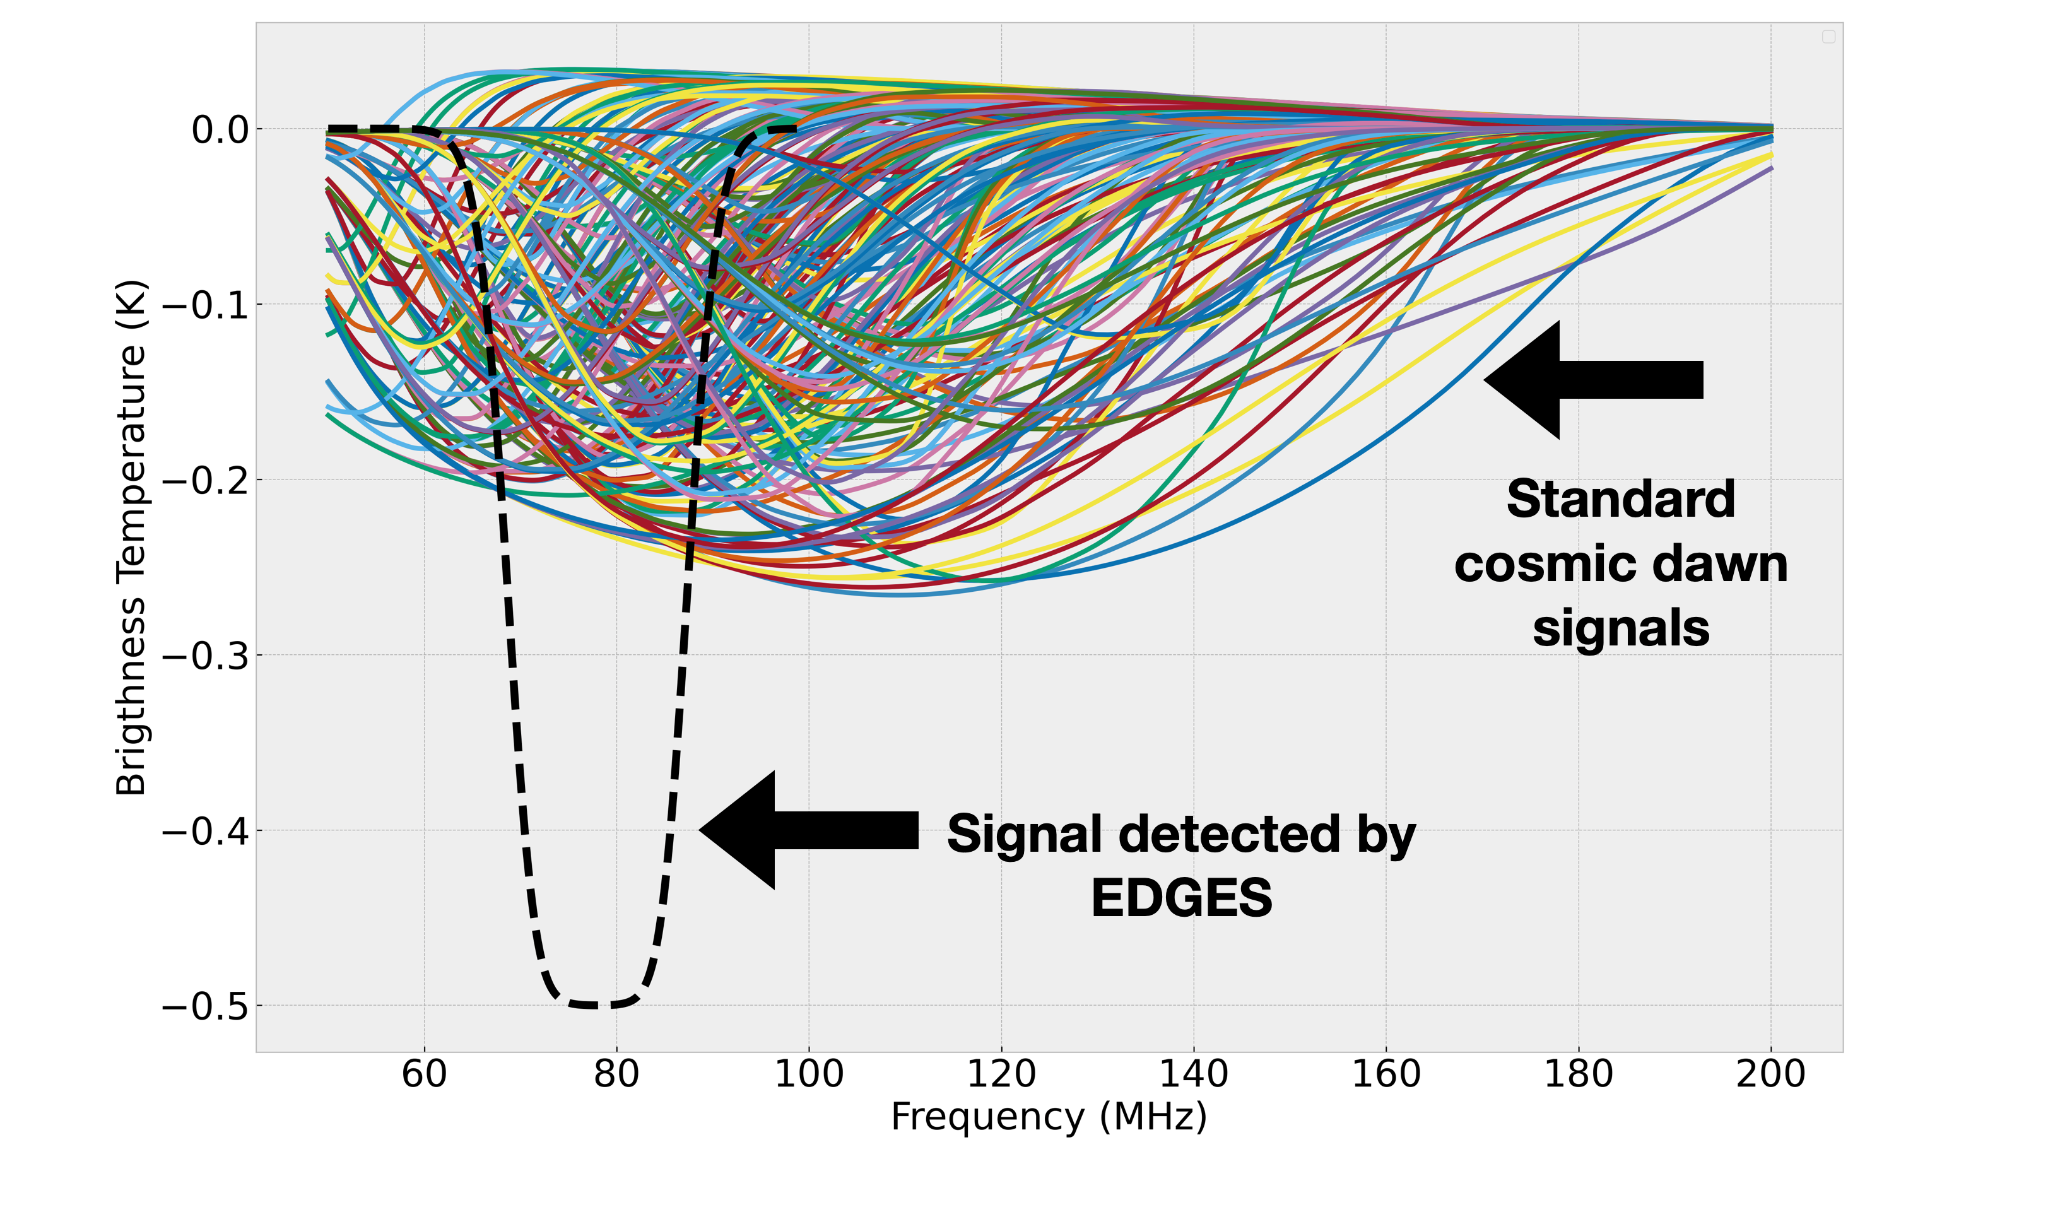 0.0
−0.1
−0.2
−0.3
−0.4
−0.5
Brigthness Temperature (K)
Standard
cosmic dawn
signals
Signal detected by
EDGES
60 80 100 120 140 160 180 200
Frequency (MHz)